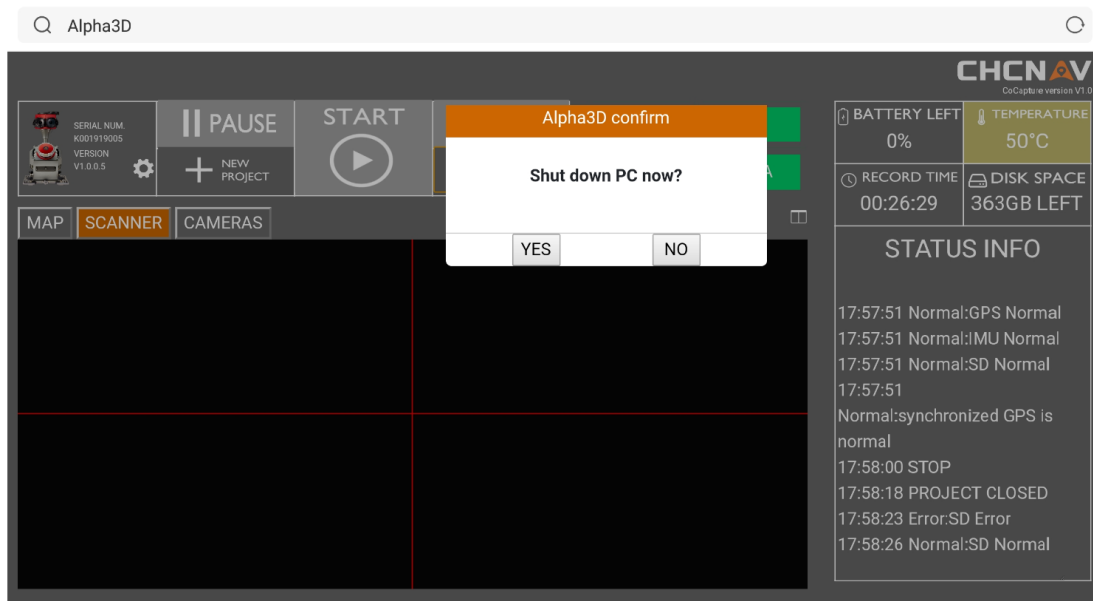 Alpha3D
CHCNAV
CoCapture version V1.0
SERIAL NUM.
K001919005
VERSION
V1.0.0.5
PAUSE
NEW
PROJECT
START
Alpha3D confirm
Shut down PC now?
YES
NO
A
BATTERY LEFT
0%
TEMPERATURE
50°C
RECORD TIME
00:26:29
DISK SPACE
363GB LEFT
MAP
SCANNER
CAMERAS
STATUS INFO
17:57:51 Normal:GPS Normal
17:57:51 Normal:IMU Normal
17:57:51 Normal:SD Normal
17:57:51
Normal:synchronized GPS is
normal
17:58:00 STOP
17:58:18 PROJECT CLOSED
17:58:23 Error:SD Error
17:58:26 Normal:SD Normal